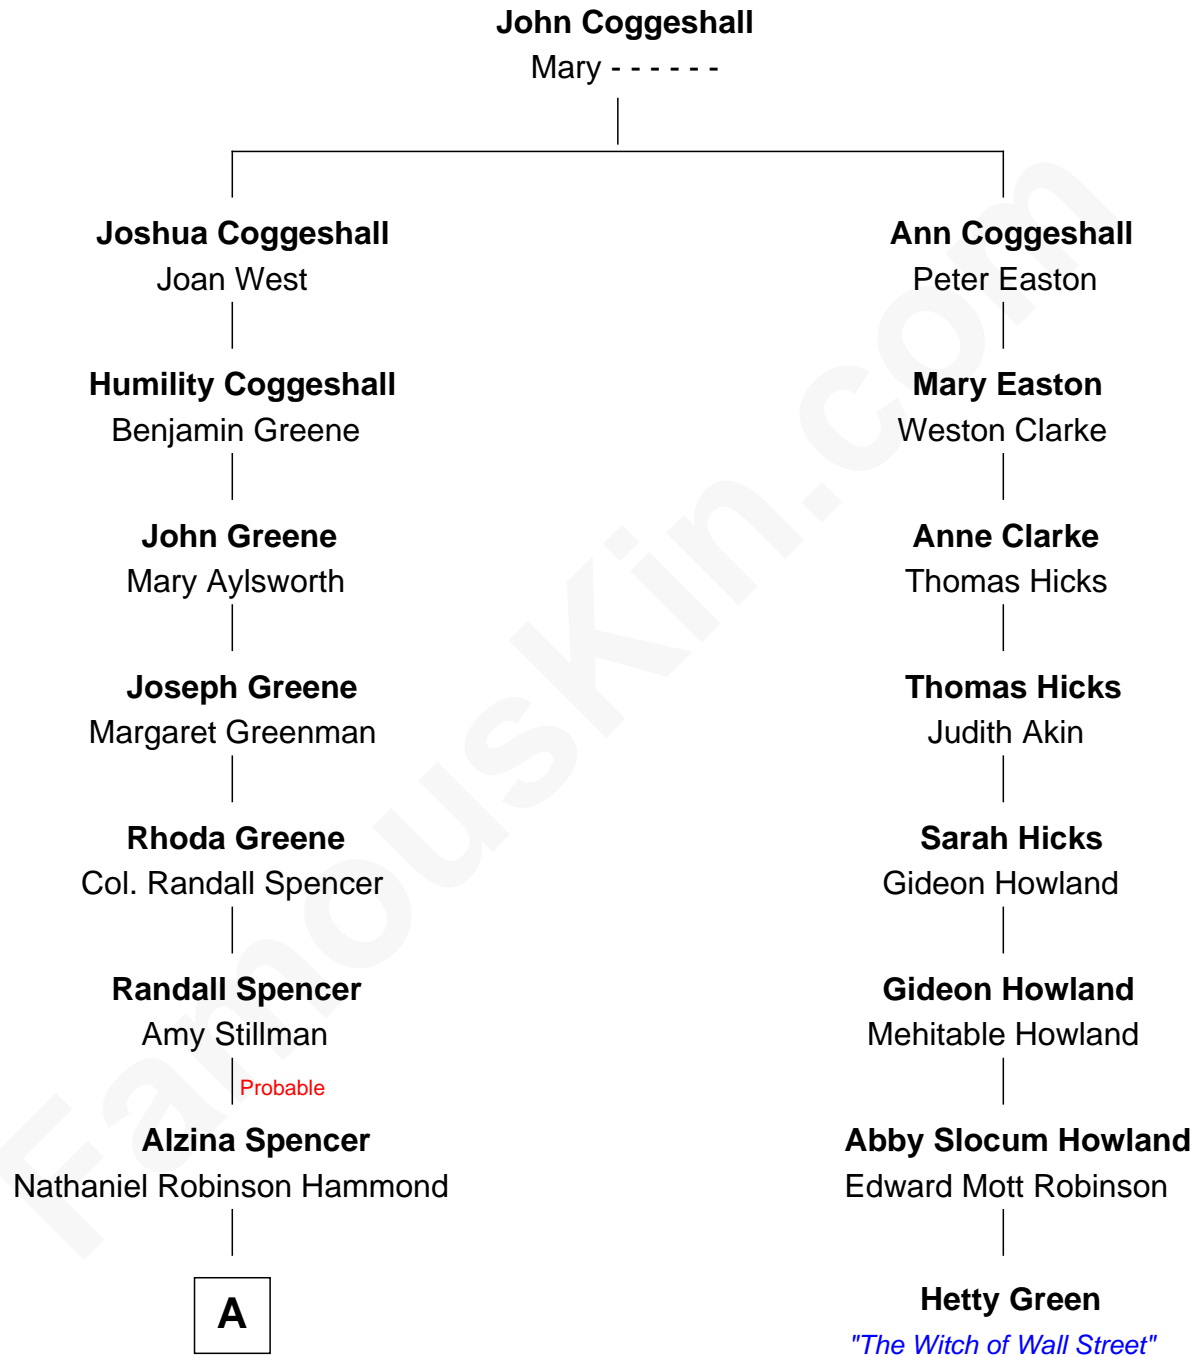 John Coggeshall
Mary - - - - - -
Joshua Coggeshall
Joan West
Ann Coggeshall
Peter Easton
Humility Coggeshall
Benjamin Greene
Mary Easton
Weston Clarke
John Greene
Mary Aylsworth
Anne Clarke
Thomas Hicks
Joseph Greene
Margaret Greenman
Thomas Hicks
Judith Akin
Rhoda Greene
Col. Randall Spencer
Sarah Hicks
Gideon Howland
Randall Spencer
Amy Stillman
Gideon Howland
Mehitable Howland
Probable
Alzina Spencer
Nathaniel Robinson Hammond
Abby Slocum Howland
Edward Mott Robinson
A
Hetty Green
"The Witch of Wall Street"
FamousKin.com